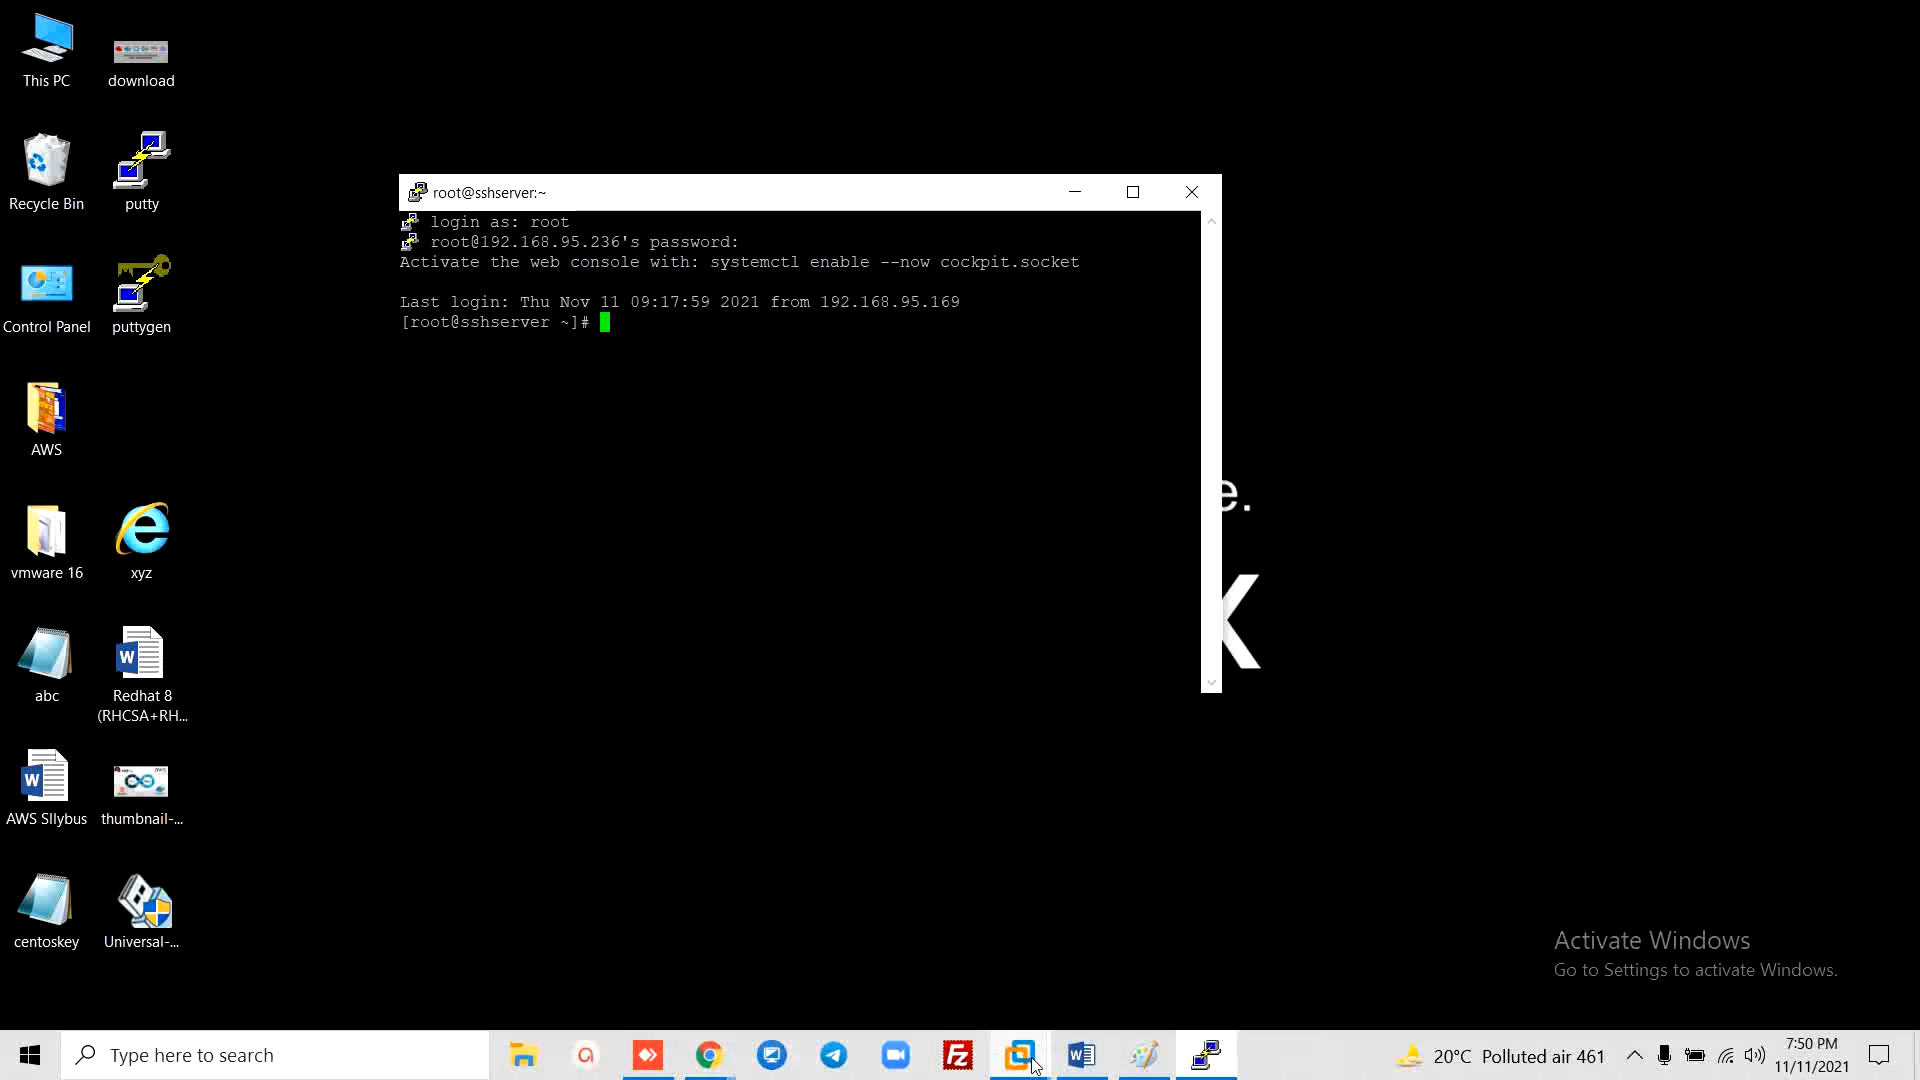 This PC
download
Recycle Bin
putty
Control Panel
puttygen
AWS
vmware 16
xyz
abc
Redhat 8
(RHCSA+RH...
AWS Sllybus
thumbnail-...
centoskey
Universal-...
root@sshserver:~
login as: root
root@192.168.95.236's password:
Activate the web console with: systemctl enable --now cockpit.socket
Last login: Thu Nov 11 09:17:59 2021 from 192.168.95.169
[root@sshserver ~]#
e.
K
Activate Windows
Go to Settings to activate Windows.
Type here to search
20°C Polluted air 461
7:50 PM
11/11/2021